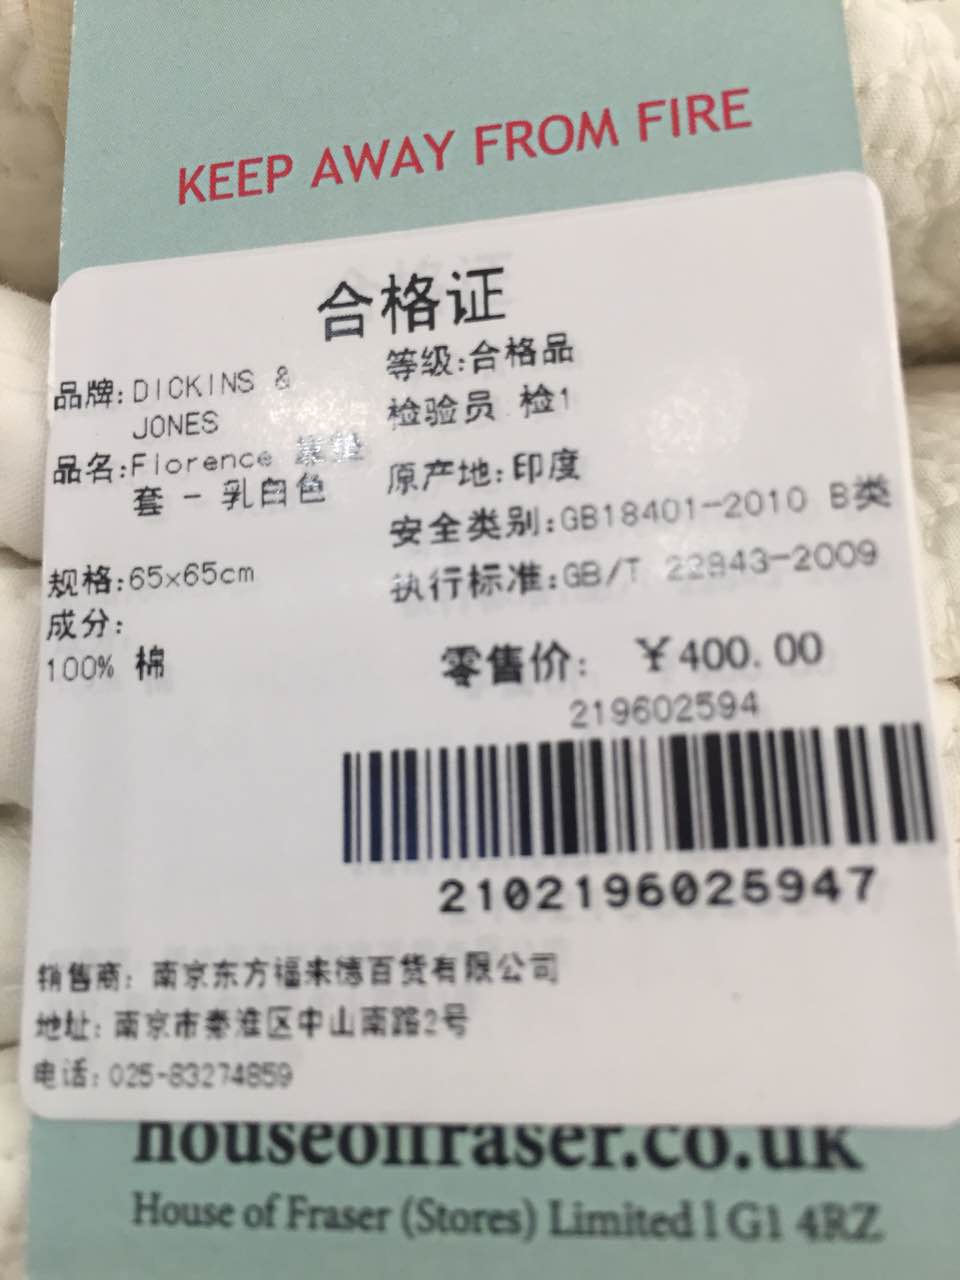 KEEP AWAY FROM FIRE
合格证
品牌:DICKINS &
JONES
品名:Florence 靠垫
套 - 乳白色
规格:65x65cm
成分:
100% 棉
等级:合格品
检验员 检1
原产地:印度
安全类别:GB18401-2010 B类
执行标准:GB/T 22843-2009
零售价: ￥400.00
219602594
2102196025947
销售商: 南京东方福来德百货有限公司
地址: 南京市秦淮区中山南路2号
电话: 025-83274859
houseoffraser.co.uk
House of Fraser (Stores) Limited | G1 4RZ